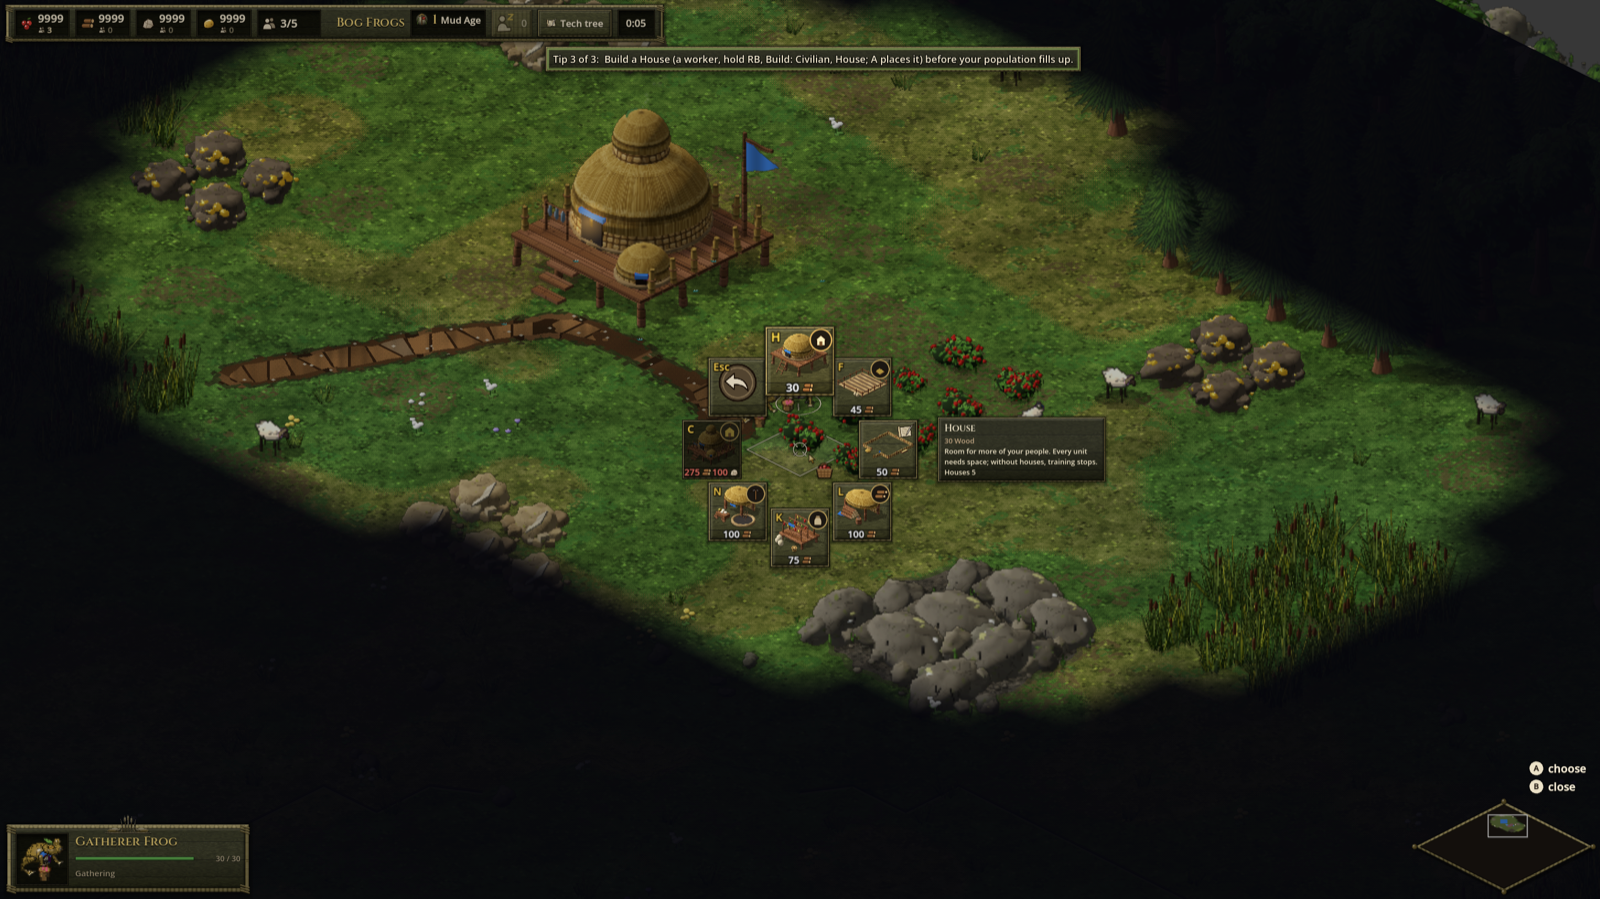 9999 9999 9999 9999 3/5 BOG FROGS Mud Age 0 Tech tree 0:05
3 0 0 0
Tip 3 of 3: Build a House (a worker, hold RB, Build: Civilian, House; A places it) before your population fills up.
H
30
Esc
F
45
C
275 100
50
HOUSE
30 Wood
Room for more of your people. Every unit
needs space; without houses, training stops.
Houses 5
N
100
K
75
L
100
A choose
B close
GATHERER FROG
30 / 30
Gathering